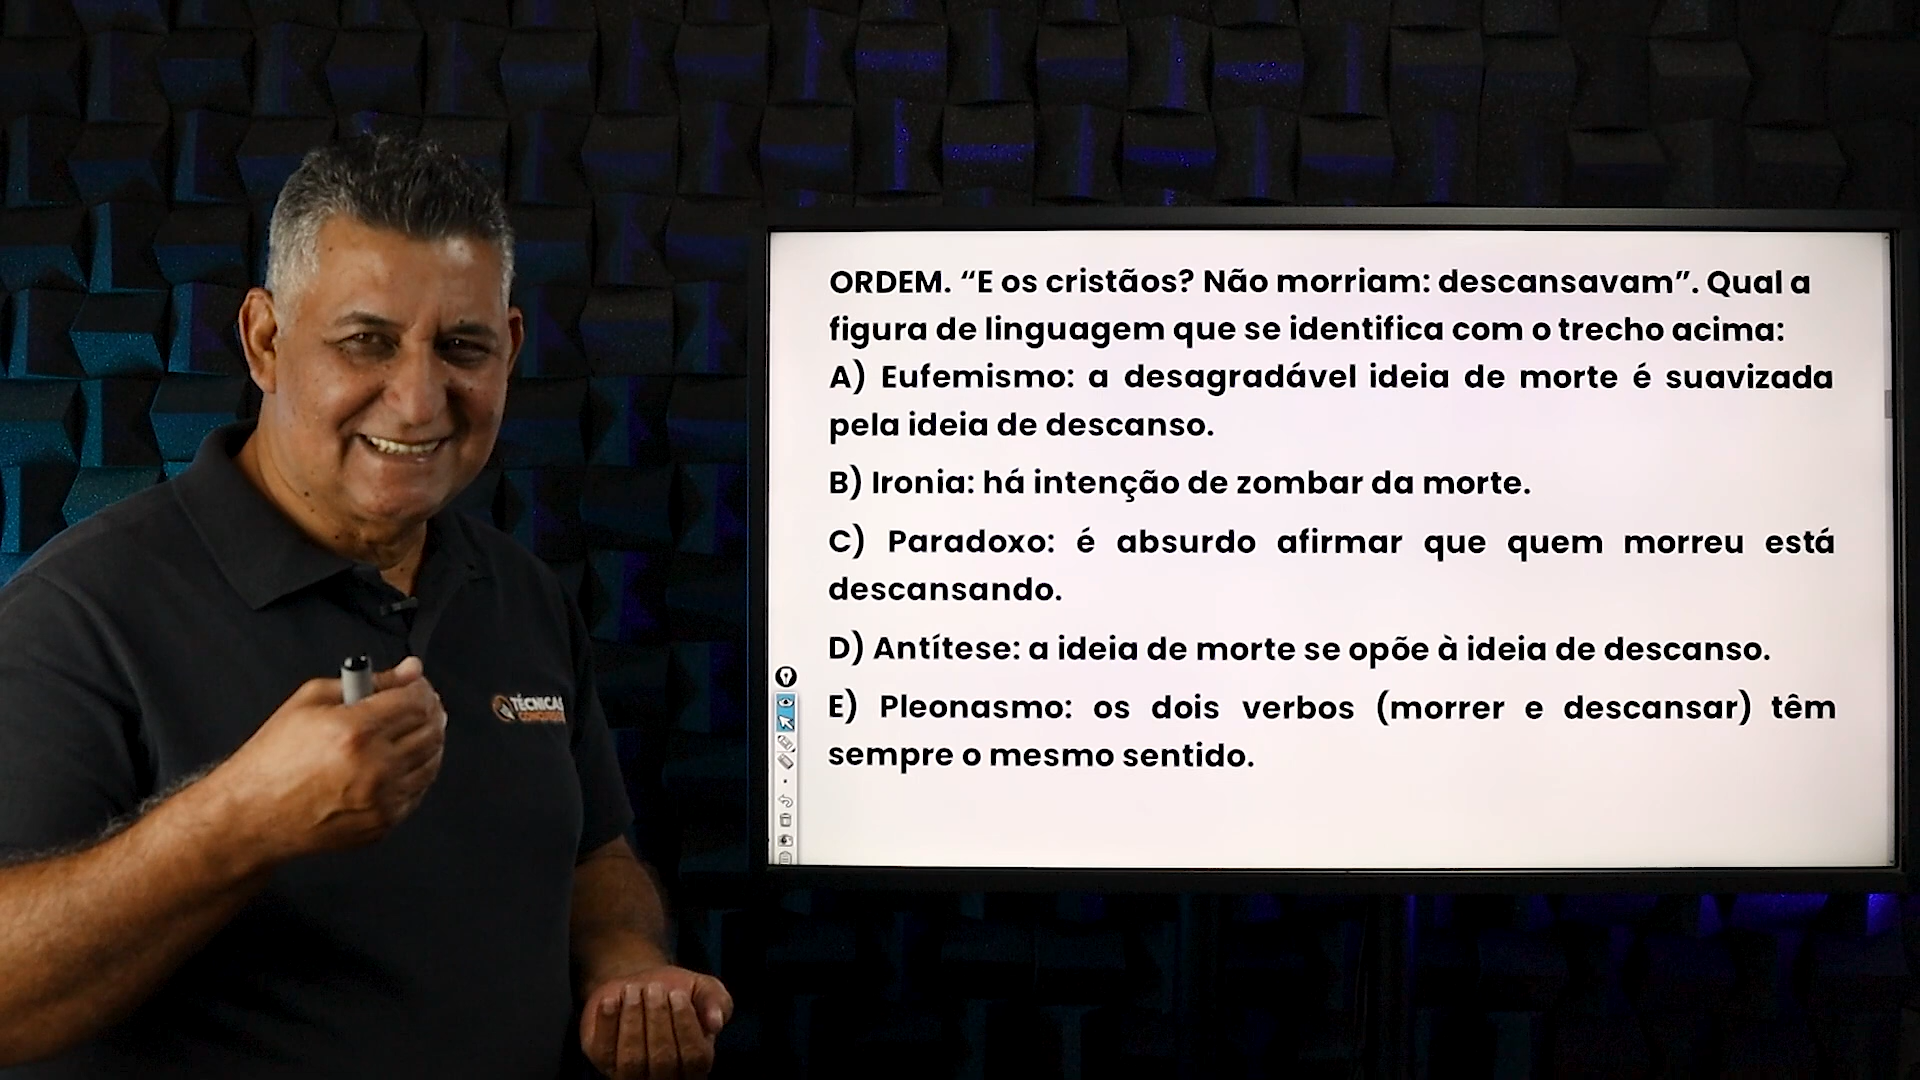 ORDEM. “E os cristãos? Não morriam: descansavam”. Qual a
figura de linguagem que se identifica com o trecho acima:
A) Eufemismo: a desagradável ideia de morte é suavizada
pela ideia de descanso.
B) Ironia: há intenção de zombar da morte.
C) Paradoxo: é absurdo afirmar que quem morreu está
descansando.
D) Antítese: a ideia de morte se opõe à ideia de descanso.
E) Pleonasmo: os dois verbos (morrer e descansar) têm
sempre o mesmo sentido.
TÉCNICAS